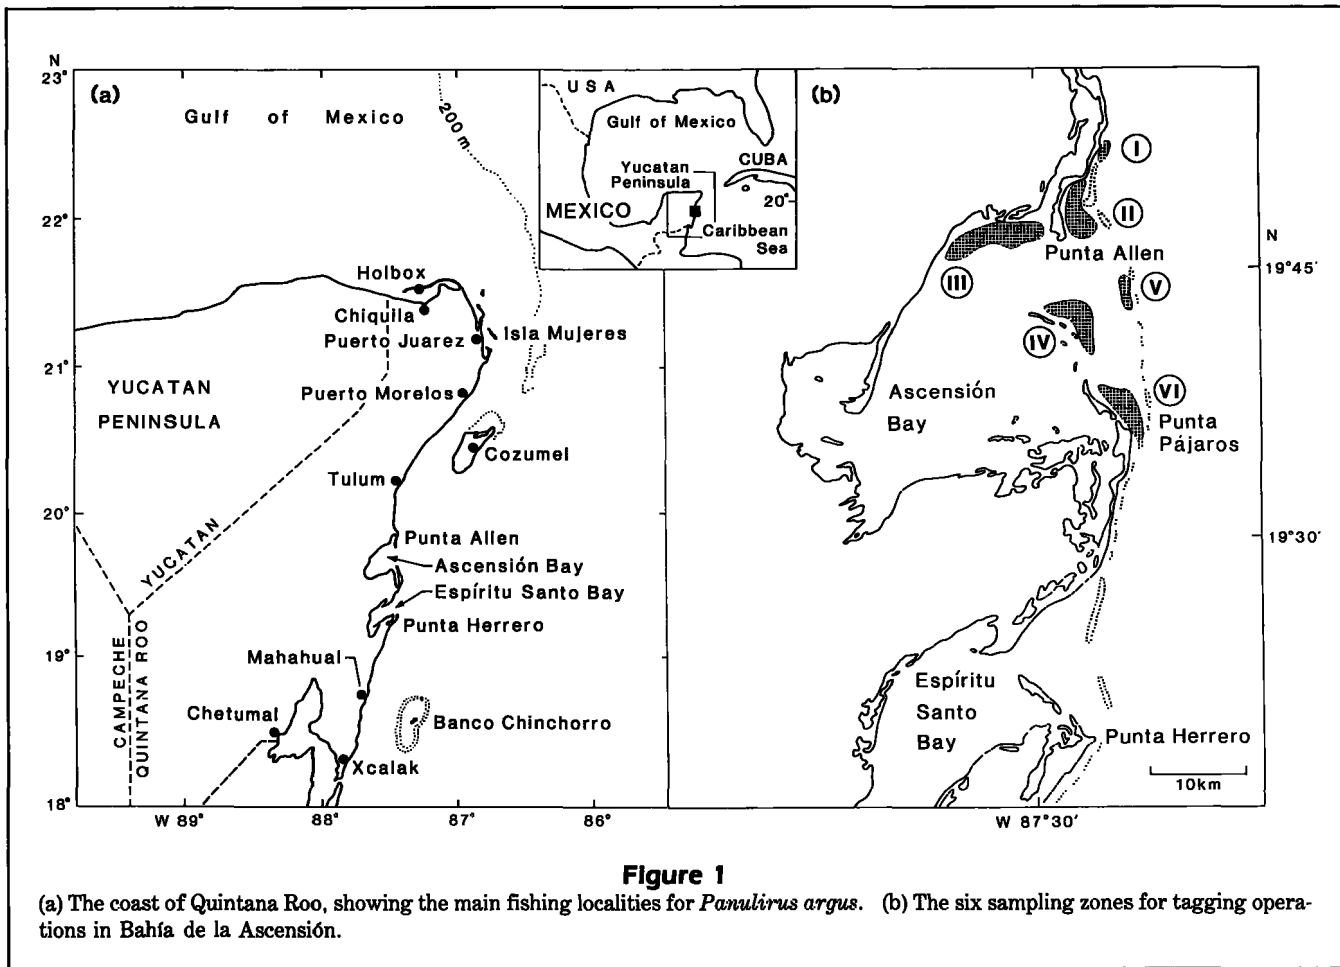 N
23°
(a)
Gulf of Mexico
200 m
22°
Holbox
Chiquila
Puerto Juarez
Isla Mujeres
21°
YUCATAN
PENINSULA
Puerto Morelos
Cozumel
Tulum
20°
Punta Allen
Ascensión Bay
YUCATAN
Espíritu Santo Bay
Punta Herrero
19°
CAMPECHE
QUINTANA ROO
Mahahual
Chetumal
Banco Chinchorro
Xcalak
18°
W 89°
88°
87°
86°
USA
Gulf of Mexico
CUBA
Yucatan
Peninsula
20°
MEXICO
Caribbean
Sea
(b)
I
II
Punta Allen
N
19°45'
III
V
IV
VI
Ascensión
Bay
Punta
Pájaros
19°30'
Espíritu
Santo
Bay
Punta Herrero
10km
W 87°30'
Figure 1
(a) The coast of Quintana Roo, showing the main fishing localities for Panulirus argus. (b) The six sampling zones for tagging opera-
tions in Bahía de la Ascensión.